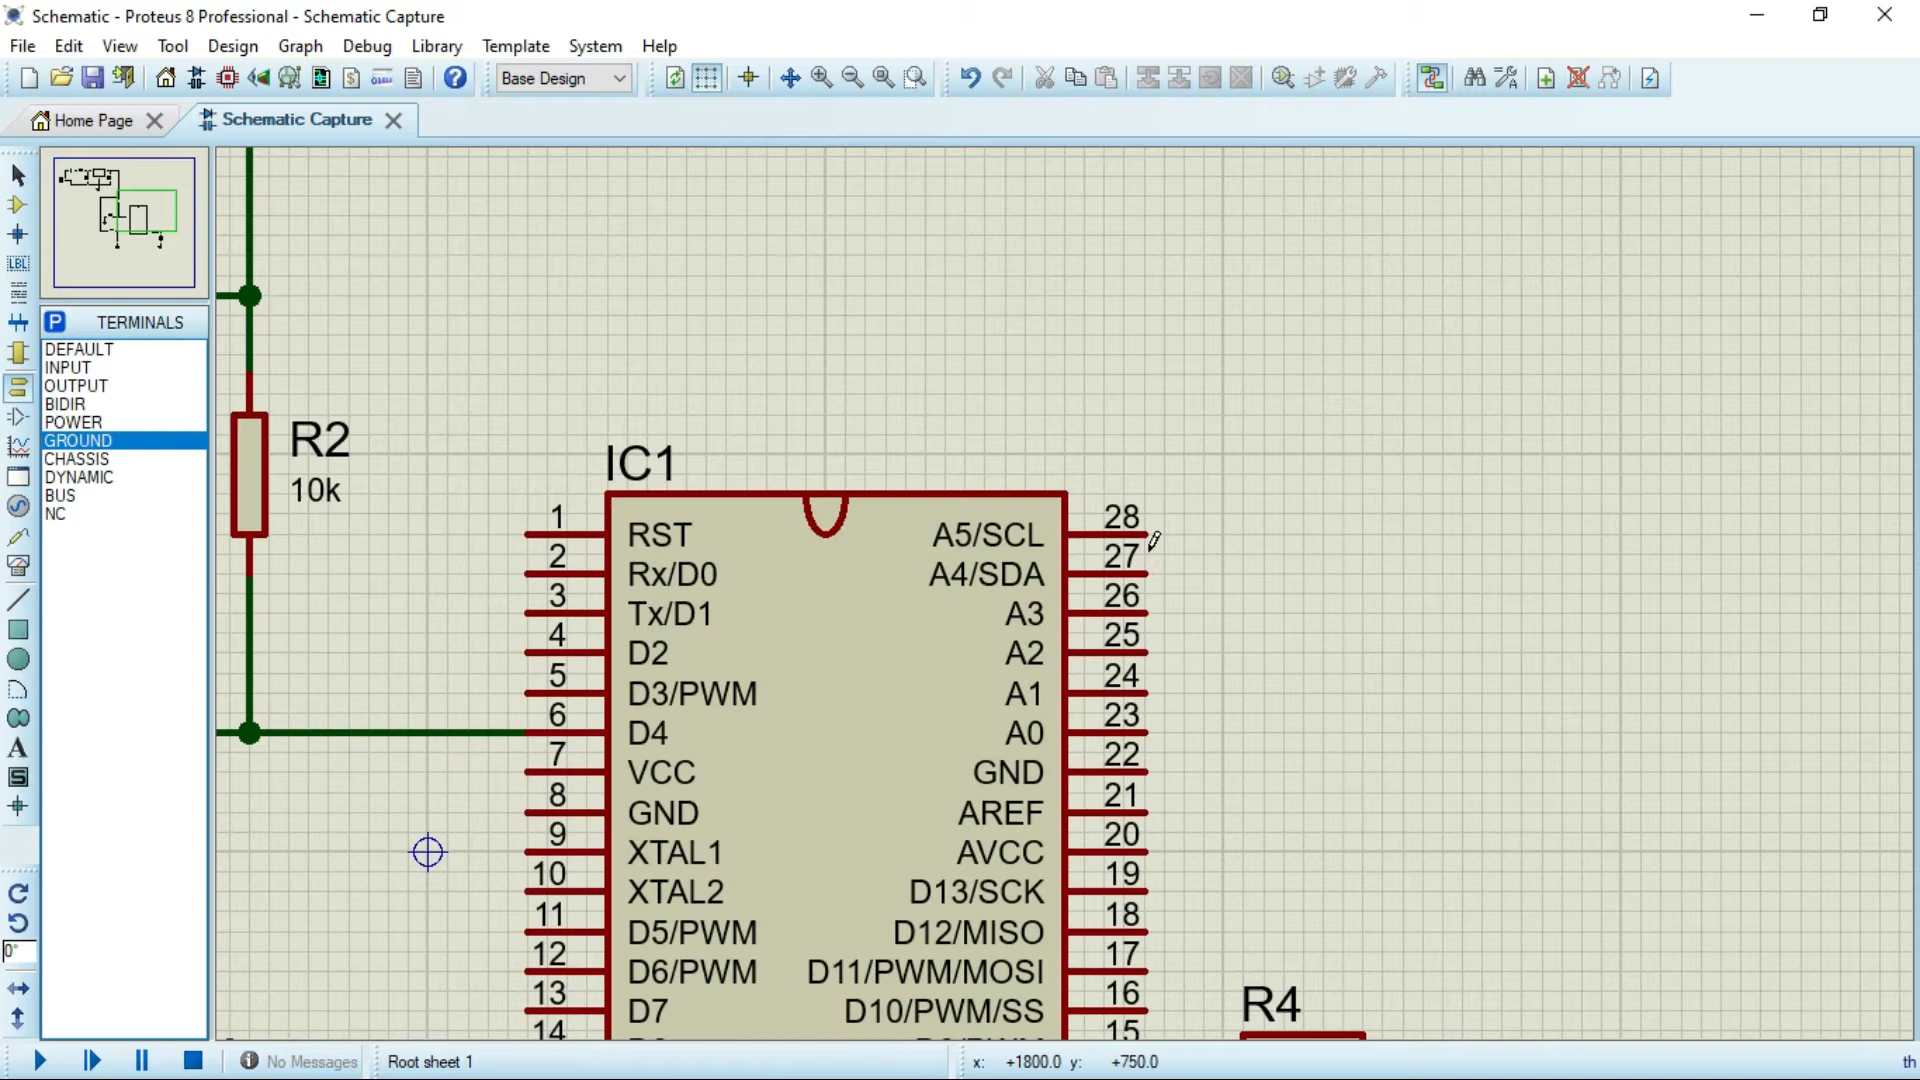 Schematic - Proteus 8 Professional - Schematic Capture
File Edit View Tool Design Graph Debug Library Template System Help
Base Design
Home Page Schematic Capture
P TERMINALS
DEFAULT
INPUT
OUTPUT
BIDIR
POWER
GROUND
CHASSIS
DYNAMIC
BUS
NC
LBL
A
S
0°
R2
10k
IC1
1 RST A5/SCL 28
2 Rx/D0 A4/SDA 27
3 Tx/D1 A3 26
4 D2 A2 25
5 D3/PWM A1 24
6 D4 A0 23
7 VCC GND 22
8 GND AREF 21
9 XTAL1 AVCC 20
10 XTAL2 D13/SCK 19
11 D5/PWM D12/MISO 18
12 D6/PWM D11/PWM/MOSI 17
13 D7 D10/PWM/SS 16
14 15
R4
No Messages Root sheet 1 x: +1800.0 y: +750.0 th